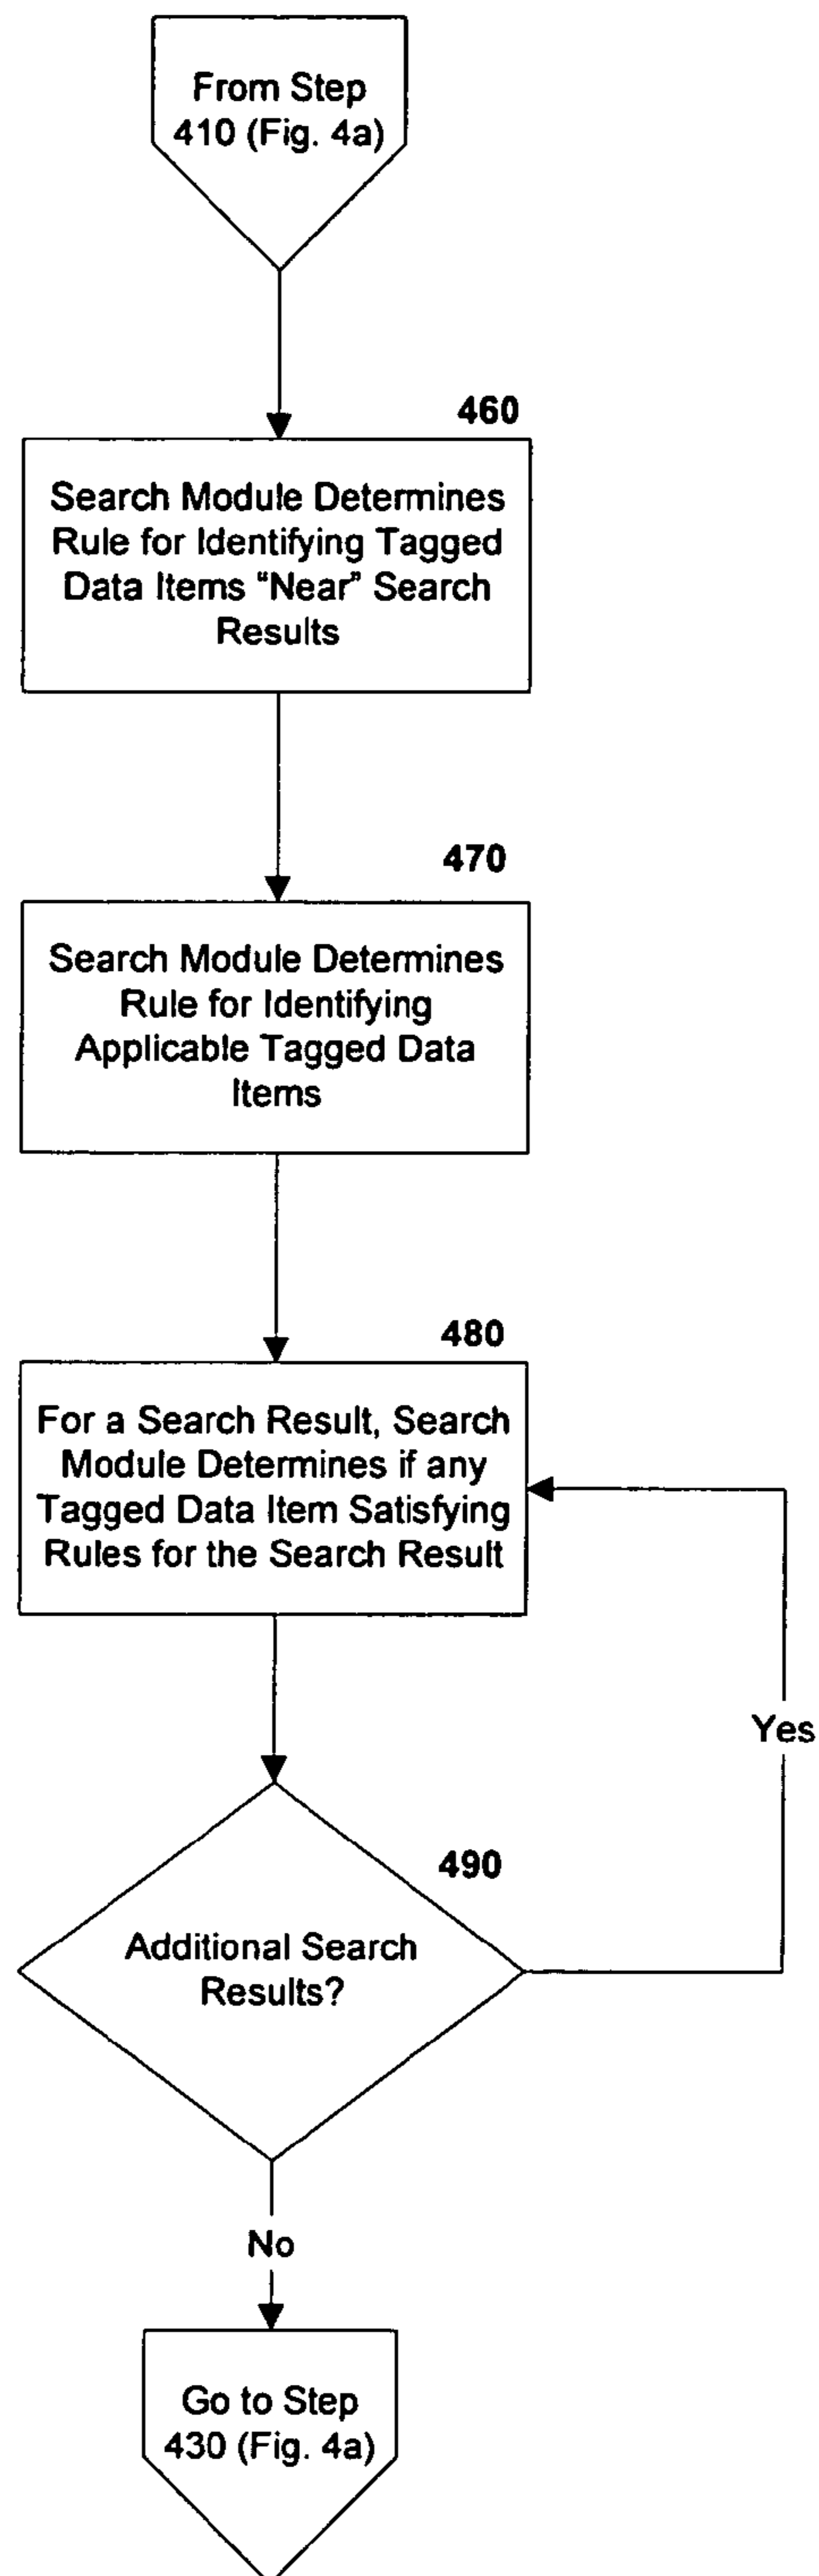 From Step
410 (Fig. 4a)
460
Search Module Determines
Rule for Identifying Tagged
Data Items “Near” Search
Results
470
Search Module Determines
Rule for Identifying
Applicable Tagged Data
Items
480
For a Search Result, Search
Module Determines if any
Tagged Data Item Satisfying
Rules for the Search Result
Yes
490
Additional Search
Results?
No
Go to Step
430 (Fig. 4a)